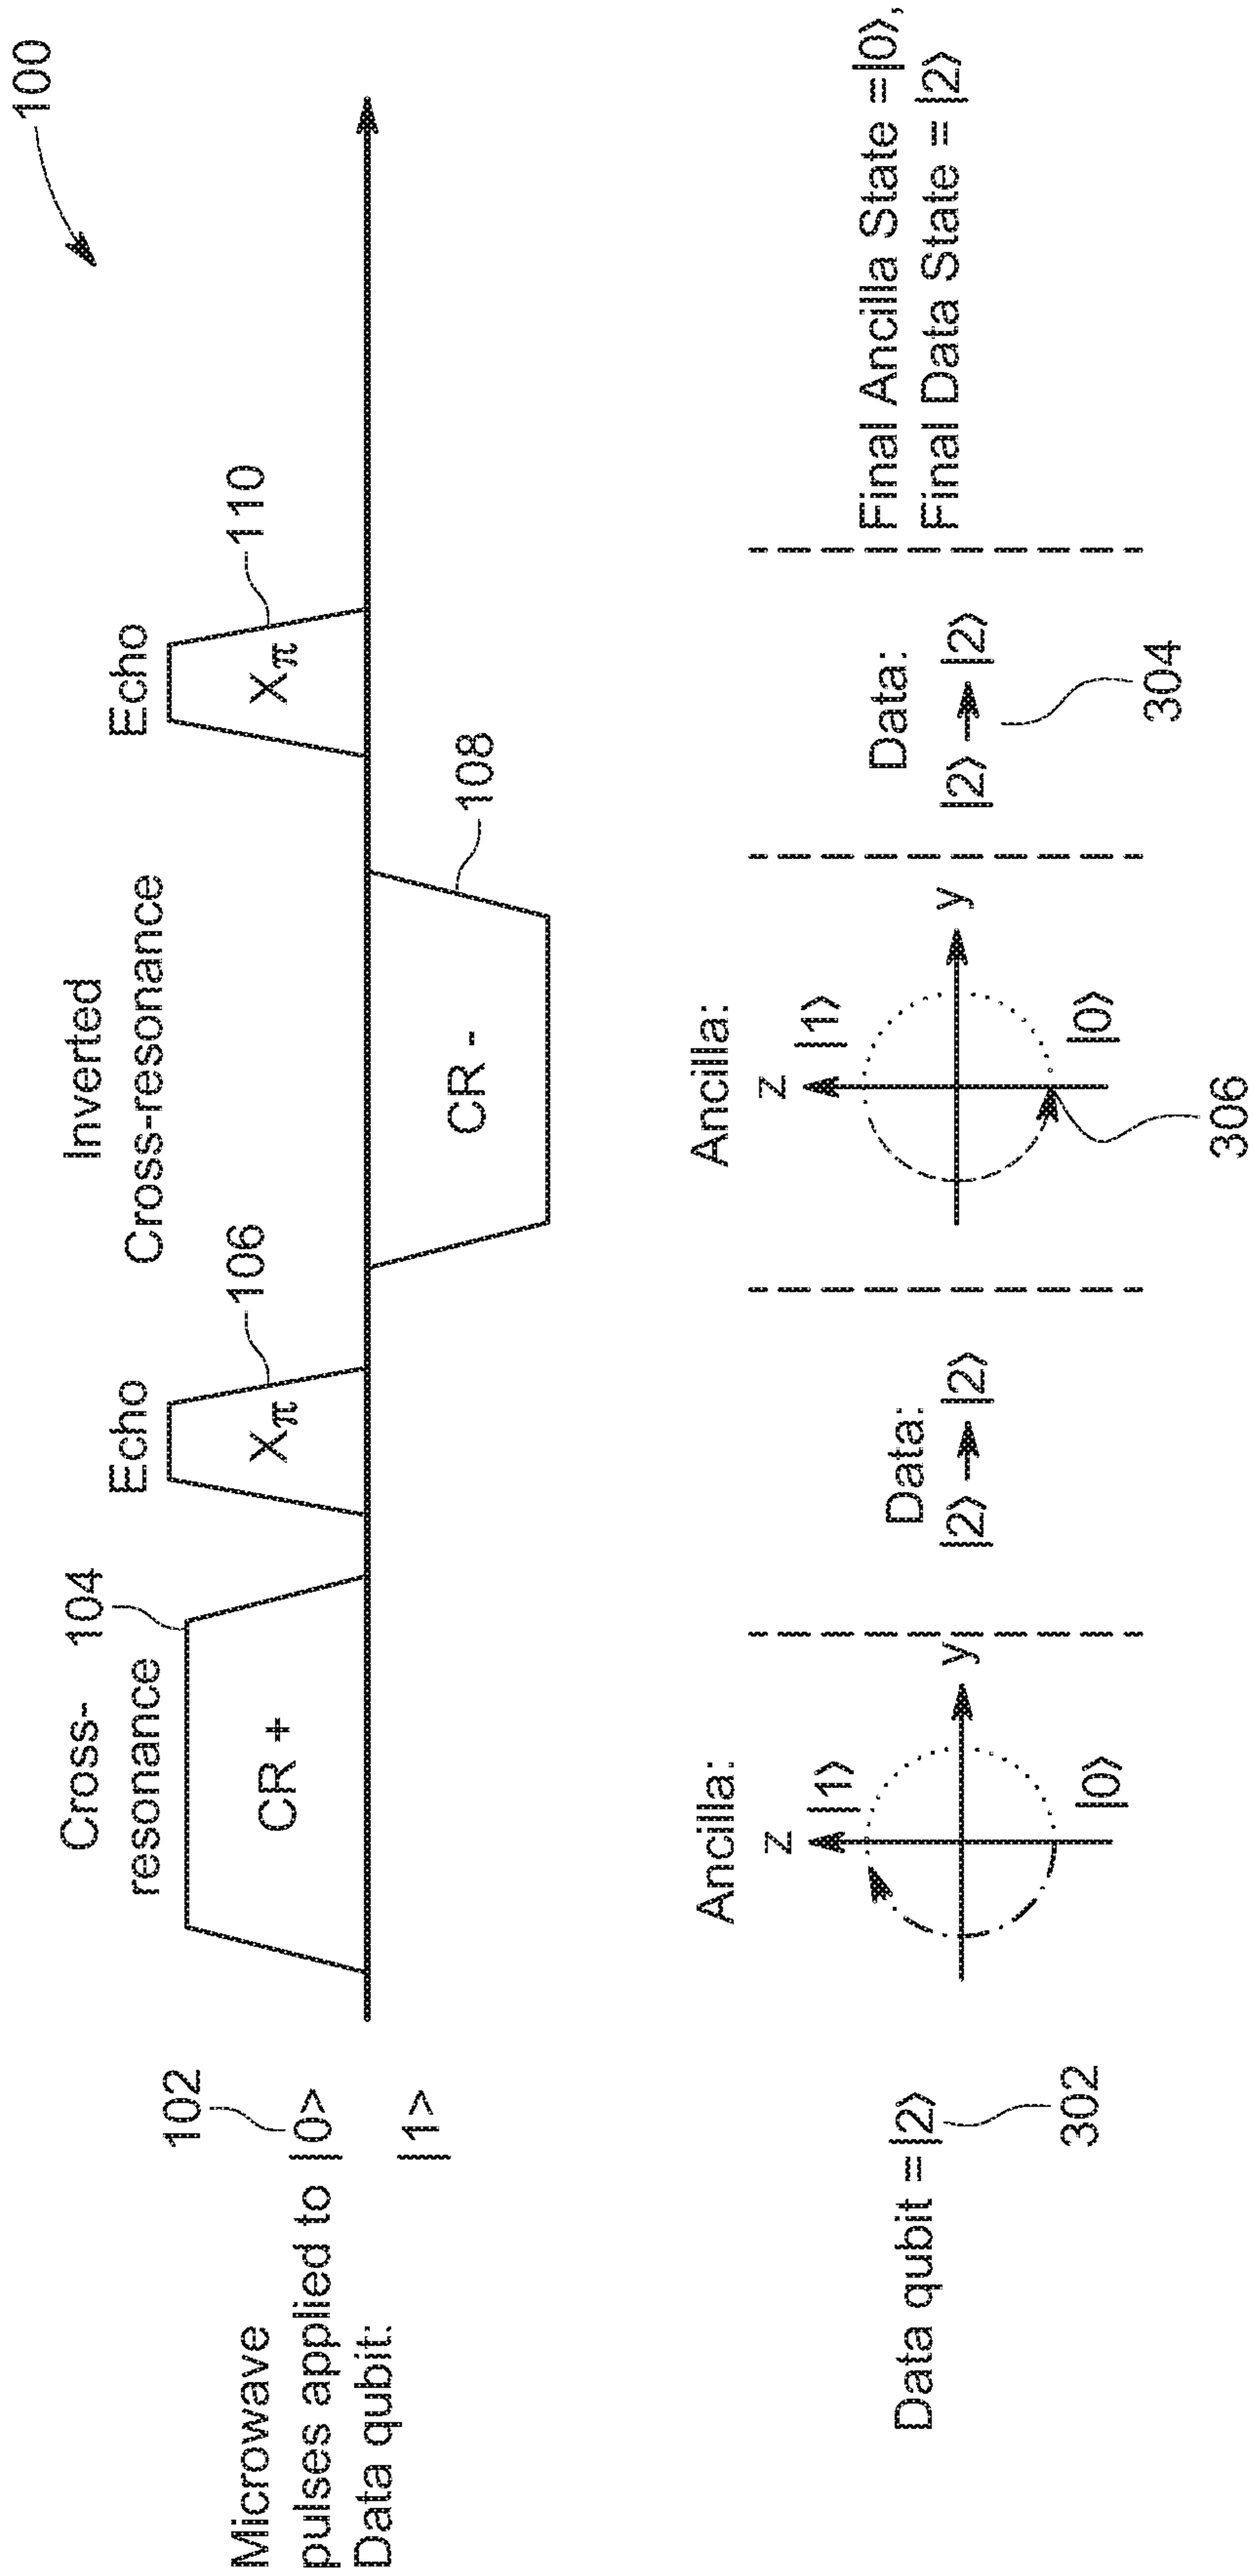 100
Cross-
resonance
104
CR +
Echo
Xπ
106
Inverted
Cross-resonance
CR -
108
Echo
Xπ
110
Microwave
pulses applied to
Data qubit:
102
|0>
|1>
Data qubit = |2⟩
302
Ancilla:
z
|1⟩
y
|0⟩
Data:
|2⟩ → |2⟩
Ancilla:
z
|1⟩
y
|0⟩
306
Data:
|2⟩ → |2⟩
304
Final Ancilla State = |0⟩,
Final Data State = |2⟩